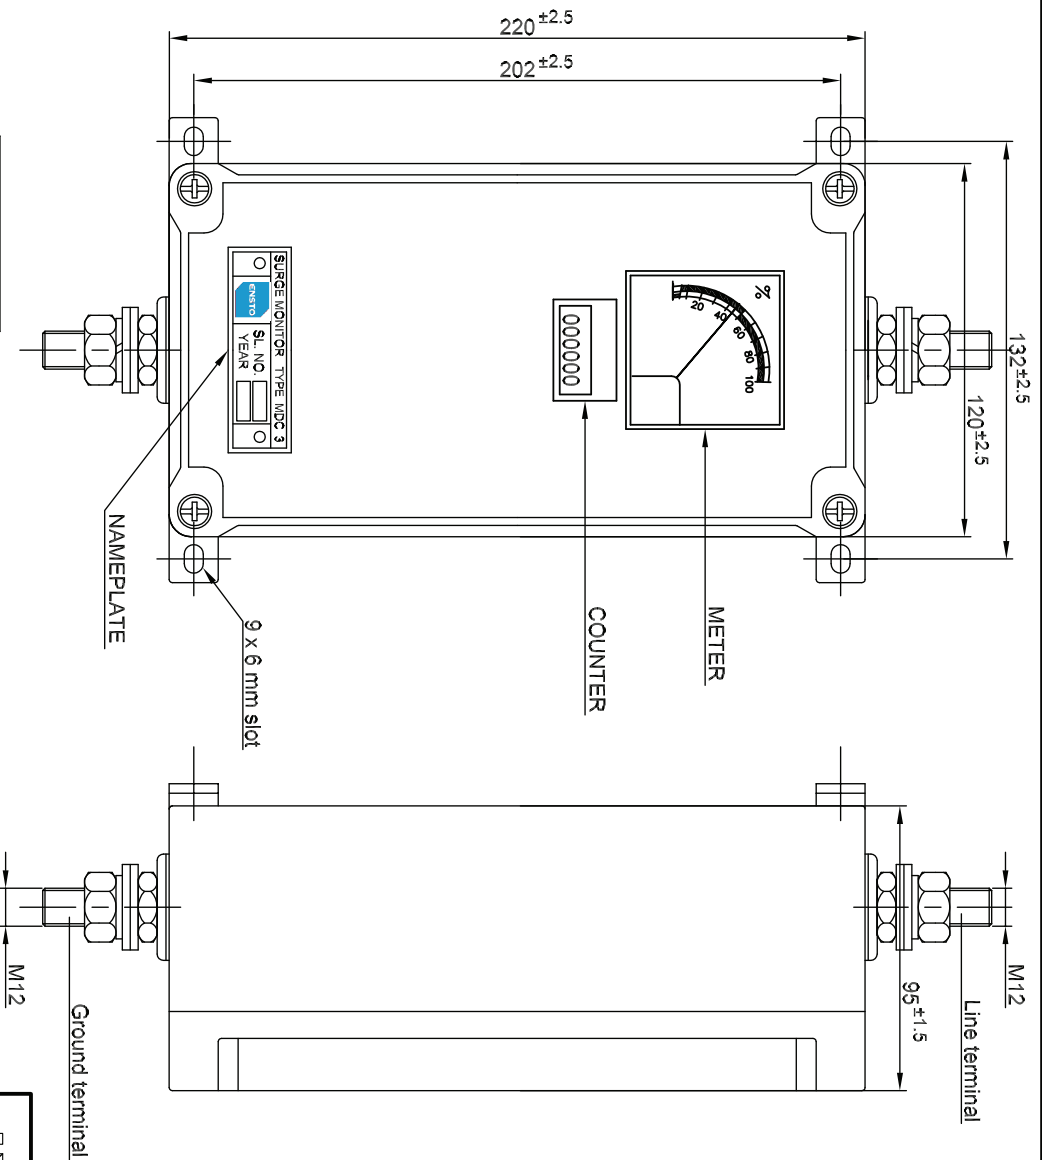 220±2.5
202±2.5
132±2.5
120±2.5
%
20
40
60
80
100
METER
000000
COUNTER
SURGE MONITOR TYPE MDC 3
ENSTO
SL. NO.
YEAR
NAMEPLATE
9 x 6 mm slot
M12
Line terminal
95±1.5
Ground terminal
M12